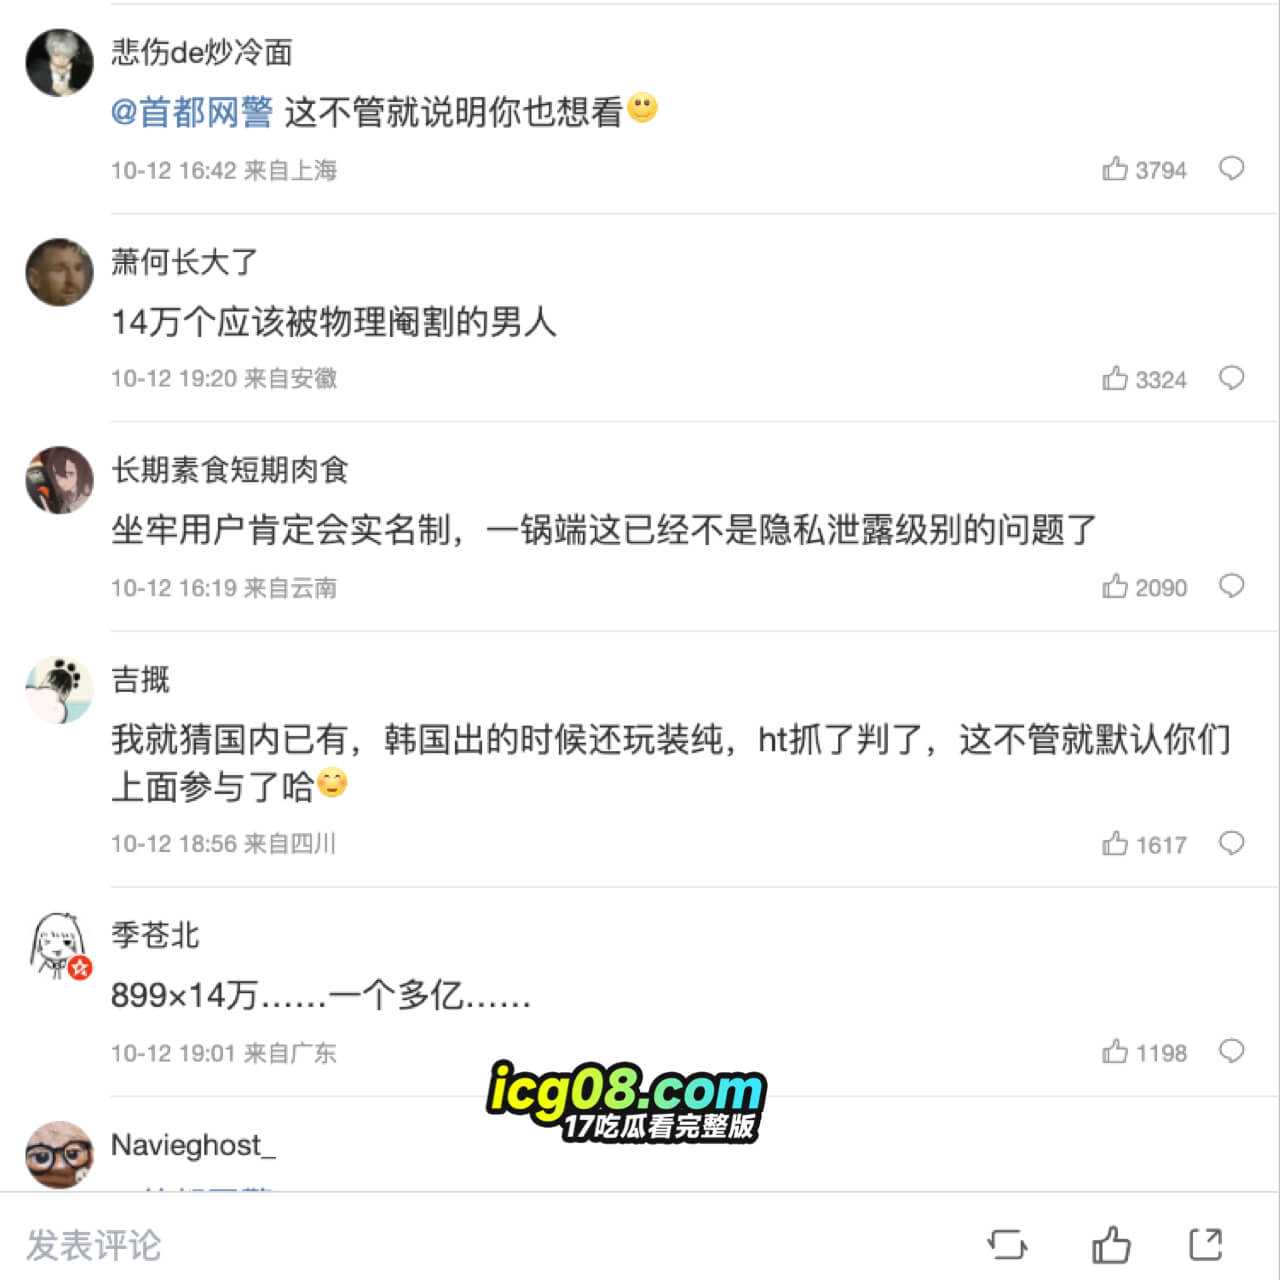 悲伤de炒冷面
@首都网警 这不管就说明你也想看
10-12 16:42 来自上海
3794
萧何长大了
14万个应该被物理阉割的男人
10-12 19:20 来自安徽
3324
长期素食短期肉食
坐牢用户肯定会实名制，一锅端这已经不是隐私泄露级别的问题了
10-12 16:19 来自云南
2090
吉摡
我就猜国内已有，韩国出的时候还玩装纯，ht抓了判了，这不管就默认你们
上面参与了哈
10-12 18:56 来自四川
1617
季苍北
899×14万……一个多亿……
10-12 19:01 来自广东
1198
icg08.com
17吃瓜看完整版
Navieghost_
发表评论